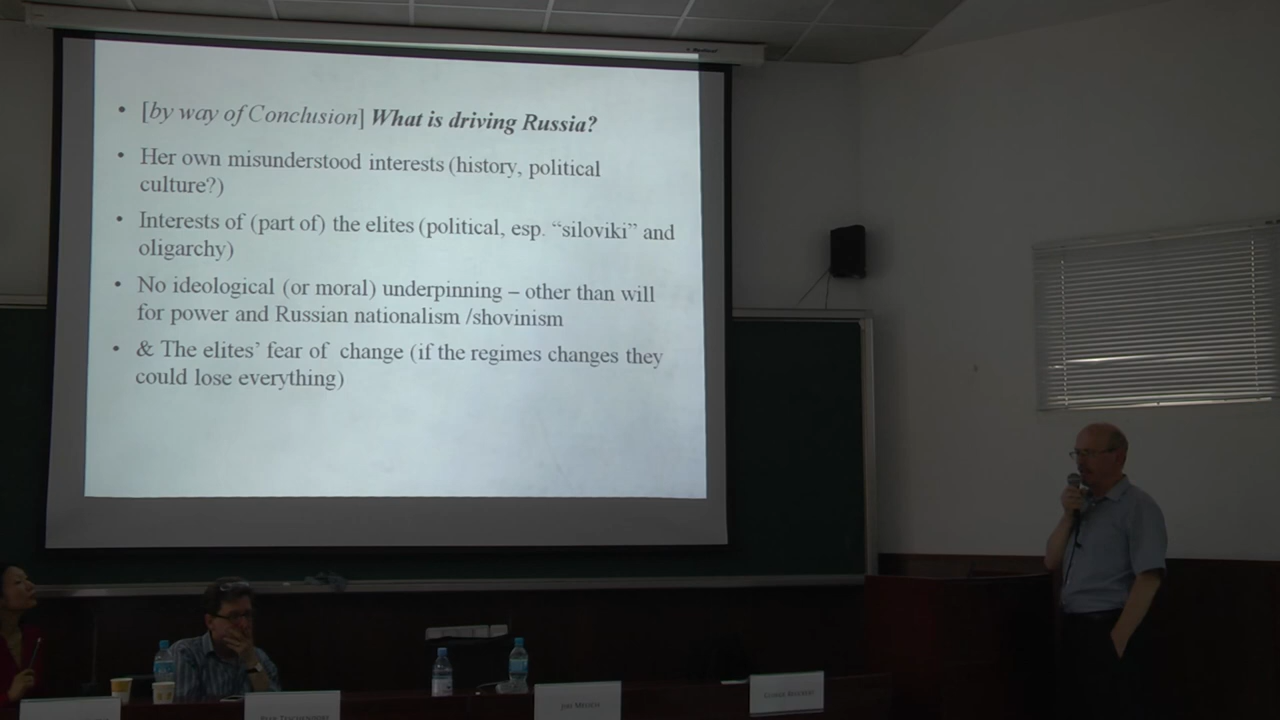 • [by way of Conclusion] What is driving Russia?
• Her own misunderstood interests (history, political
culture?)
• Interests of (part of) the elites (political, esp. “siloviki” and
oligarchy)
• No ideological (or moral) underpinning – other than will
for power and Russian nationalism /shovinism
• & The elites’ fear of change (if the regimes changes they
could lose everything)